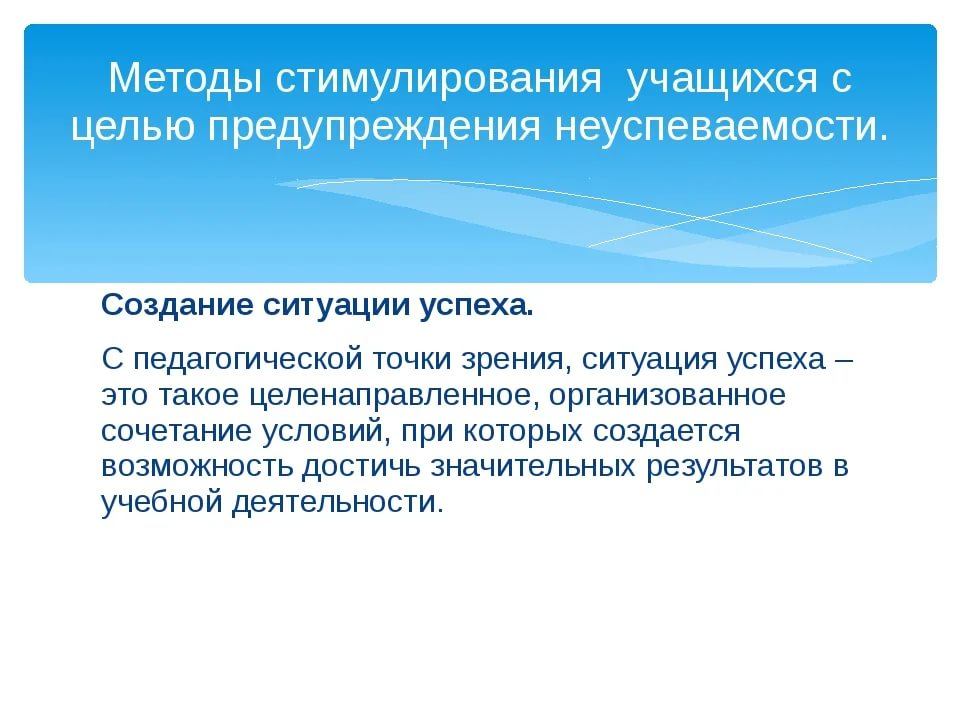 Методы стимулирования  учащихся с
целью предупреждения неуспеваемости.
Создание ситуации успеха.
С педагогической точки зрения, ситуация успеха –
это такое целенаправленное, организованное
сочетание условий, при которых создается
возможность достичь значительных результатов в
учебной деятельности.